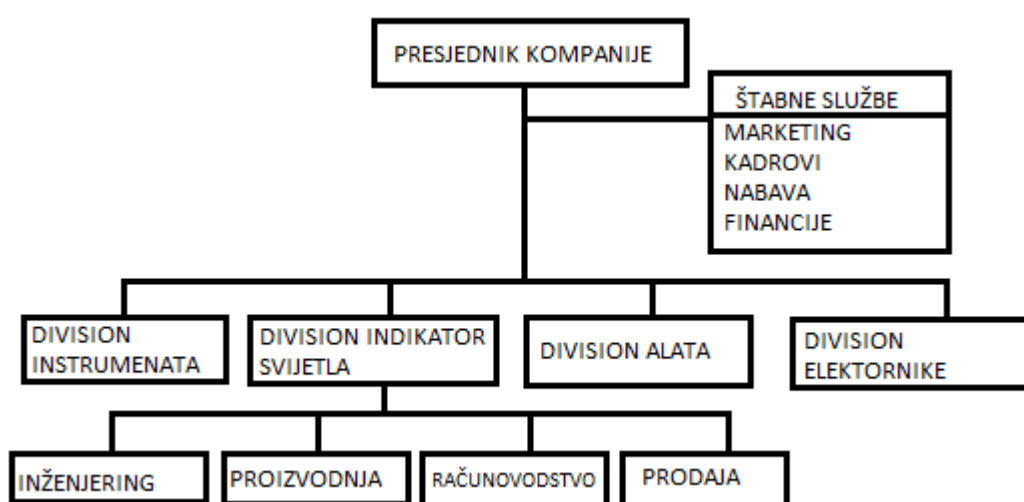 PRESJEDNIK KOMPANIJE
ŠTABNE SLUŽBE
MARKETING
KADROVI
NABAVA
FINANCIJE
DIVISION
INSTRUMENATA
DIVISION INDIKATOR
SVIJETLA
DIVISION ALATA
DIVISION
ELEKTORNIKE
INŽENJERING
PROIZVODNJA
RAČUNOVODSTVO
PRODAJA